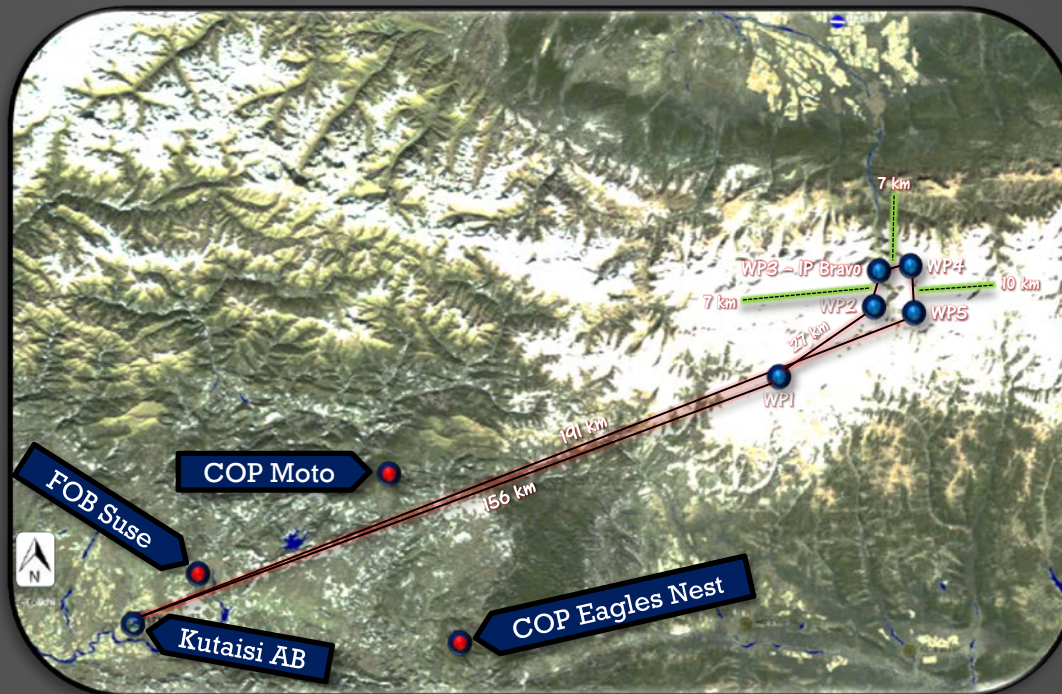 7 km
WP3 - IP Bravo
WP4
10 km
7 km
WP2
WP5
27 km
WP1
191 km
156 km
COP Moto
FOB Suse
N
COP Eagles Nest
Kutaisi AB